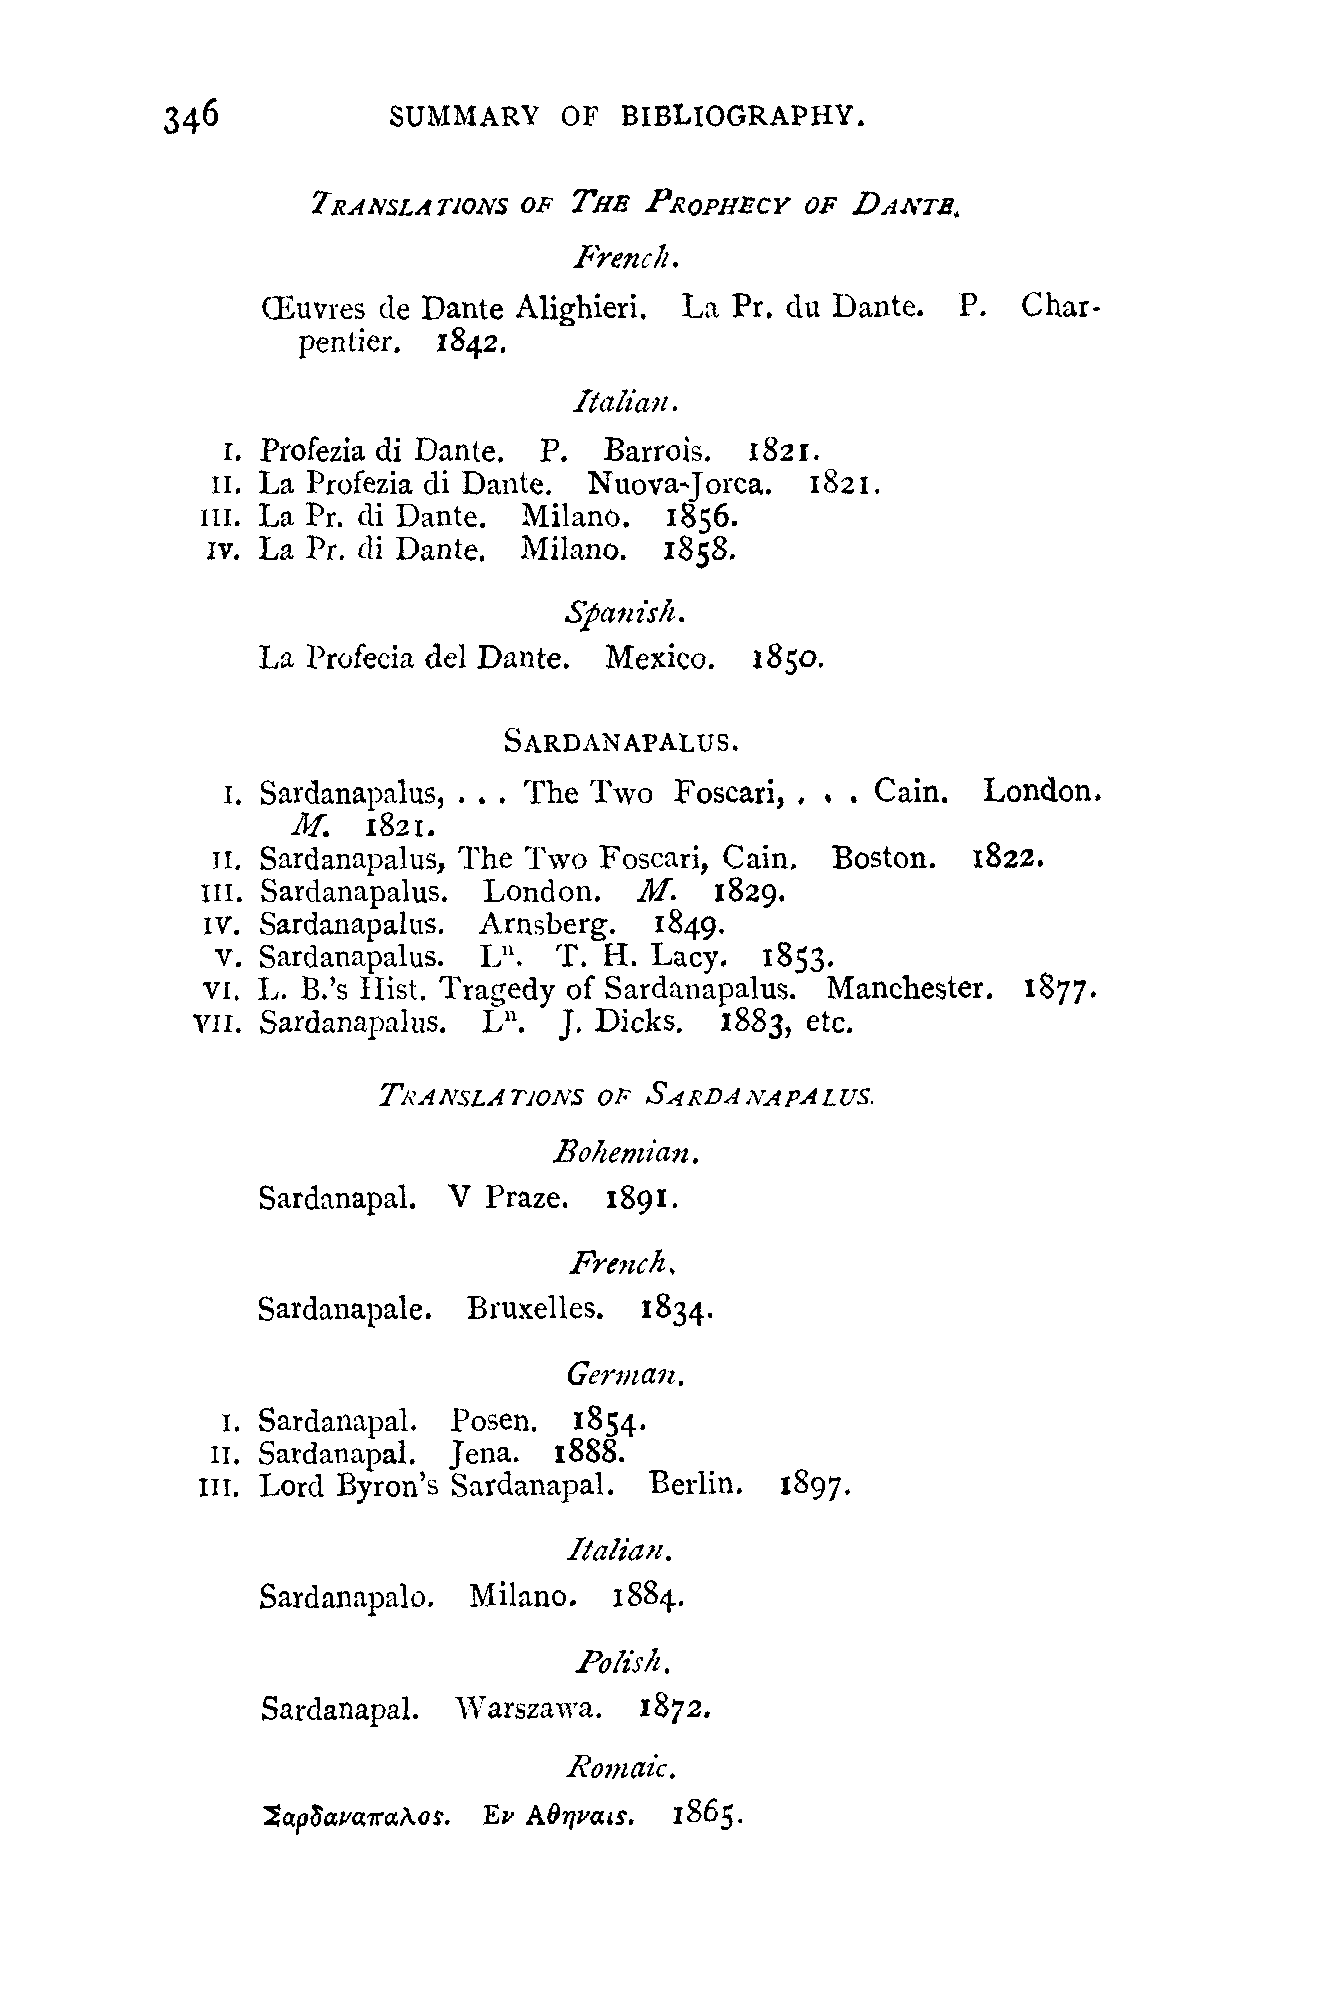 346 SUMMARY OF BIBLIOGRAPHY.
TRANSLATIONS OF THE PROPHECY OF DANTE.
French.
Œuvres de Dante Alighieri. La Pr. du Dante. P. Char-
pentier. 1842.
Italian.
I. Profezia di Dante. P. Barrois. 1821.
II. La Profezia di Dante. Nuova-Jorca. 1821.
III. La Pr. di Dante. Milano. 1856.
IV. La Pr. di Dante. Milano. 1858.
Spanish.
La Profecia del Dante. Mexico. 1850.
SARDANAPALUS.
I. Sardanapalus, . . . The Two Foscari, . . . Cain. London.
M. 1821.
II. Sardanapalus, The Two Foscari, Cain. Boston. 1822.
III. Sardanapalus. London. M. 1829.
IV. Sardanapalus. Arnsberg. 1849.
V. Sardanapalus. Lⁿ. T. H. Lacy. 1853.
VI. L. B.'s Hist. Tragedy of Sardanapalus. Manchester. 1877.
VII. Sardanapalus. Lⁿ. J. Dicks. 1883, etc.
TRANSLATIONS OF SARDANAPALUS.
Bohemian.
Sardanapal. V Praze. 1891.
French.
Sardanapale. Bruxelles. 1834.
German.
I. Sardanapal. Posen. 1854.
II. Sardanapal. Jena. 1888.
III. Lord Byron's Sardanapal. Berlin. 1897.
Italian.
Sardanapalo. Milano. 1884.
Polish.
Sardanapal. Warszawa. 1872.
Romaic.
Σαρδαναπαλος. Εν Αθηναις. 1865.